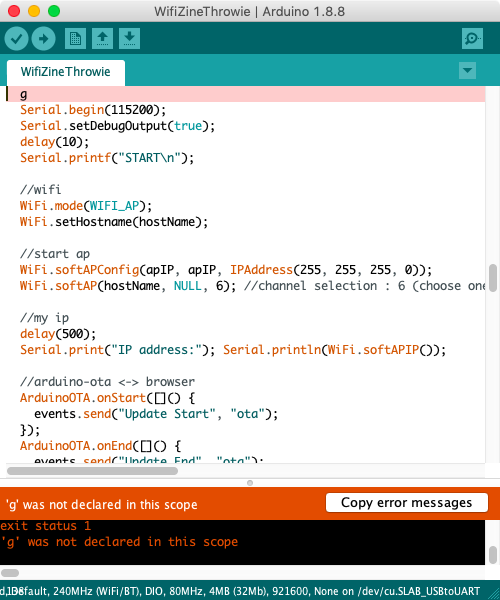 WifiZineThrowie | Arduino 1.8.8
WifiZineThrowie
g
Serial.begin(115200);
Serial.setDebugOutput(true);
delay(10);
Serial.printf("START\n");
//wifi
WiFi.mode(WIFI_AP);
WiFi.setHostname(hostName);
//start ap
WiFi.softAPConfig(apIP, apIP, IPAddress(255, 255, 255, 0));
WiFi.softAP(hostName, NULL, 6); //channel selection : 6 (choose one
//my ip
delay(500);
Serial.print("IP address:"); Serial.println(WiFi.softAPIP());
//arduino-ota <-> browser
ArduinoOTA.onStart([]() {
events.send("Update Start", "ota");
});
ArduinoOTA.onEnd([]() {
events.send("Update End", "ota");
'g' was not declared in this scope
Copy error messages
exit status 1
'g' was not declared in this scope
Default, 240MHz (WiFi/BT), DIO, 80MHz, 4MB (32Mb), 921600, None on /dev/cu.SLAB_USBtoUART